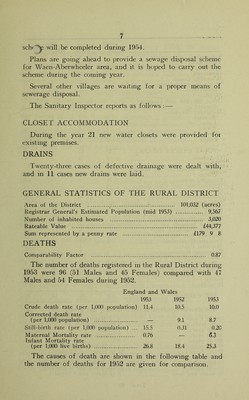 7
will be completed during 1954.
Plans are going ahead to provide a sewage disposal scheme
for Wuen-Aberwheeler area, and it is hoped to carry out the
scheme during the coming year.
Several other villages are waiting for a proper means of
sewerage disposal.
The Sanitary Inspector reports as follows :—
CLOSET ACCOMMODATION
During the year 21 new water closets were provided for
existing premises.
DRAINS
Twenty-three cases of defective drainage were dealt with,
and in 11 cases new drains were laid.
GENERAL STATISTICS OF THE RURAL DISTRICT
Area of the District .................... 101,032 (acres)
Registrar General's Estimated Population (mid 1953) ............ 9,567
Number of inhabited houses .................... 3,020
Rateable Value .................... £44,377
Sum represented by a penny rate .................... £179 9 8
DEATHS
Comparability Factor .................... 0.87
The number of deaths registered in the Rural District during
1953 were 96 (51 Males and 45 Females) compared with 47
Males and 54 Females during 1952.
England and Wales
1953 1952 1953
Crude death rate (per 1,000 population) 11.4 10.5 10.0
Corrected death rate
(per 1,000 population) .................... — 9.1 8.7
Still-birth rate (per 1,000 population) ... 15.5 0.31 0.20
Maternal Mortality rate .................... 0.76 — 6.5
Infant Mortality rate
(per 1,000 live births) .................... 26.8 18.4 25.3
The causes of death are shown in the following table and
the number of deaths for 1952 are given for comparison.